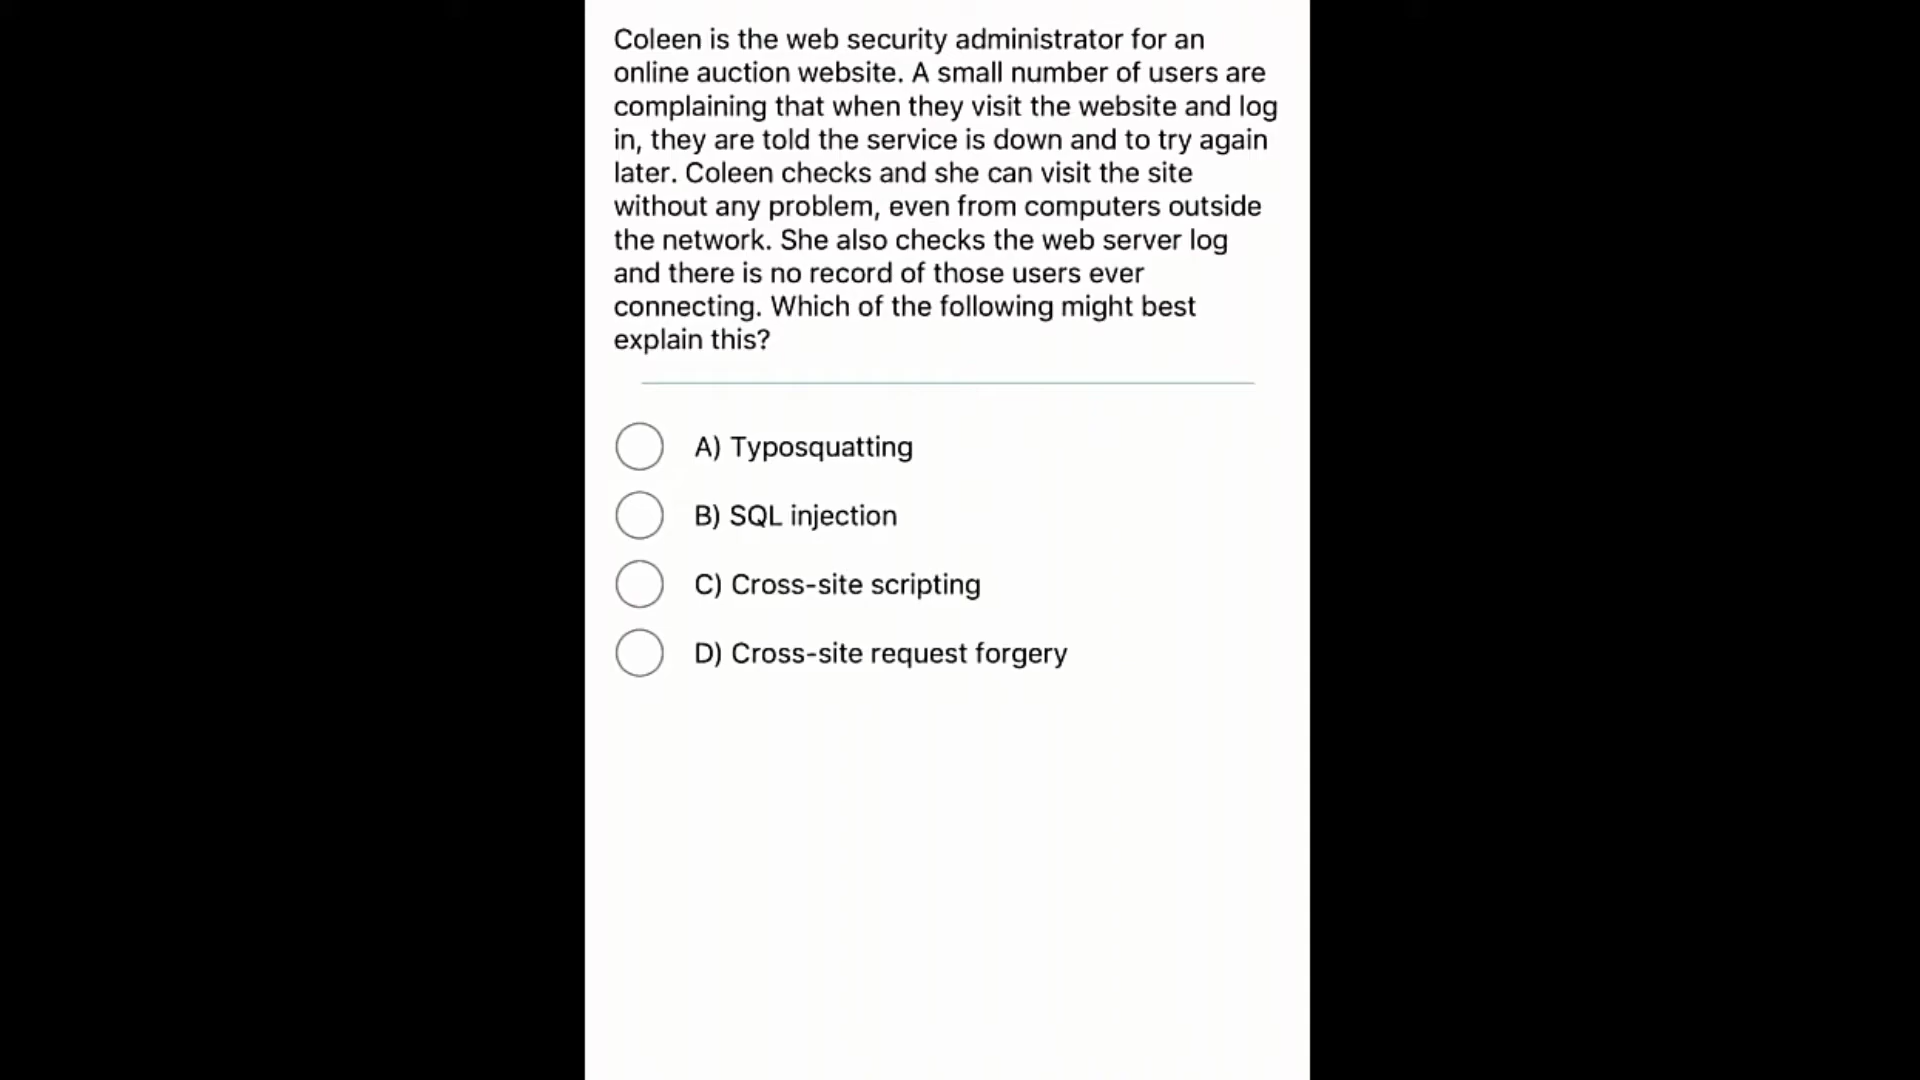 Coleen is the web security administrator for an
online auction website. A small number of users are
complaining that when they visit the website and log
in, they are told the service is down and to try again
later. Coleen checks and she can visit the site
without any problem, even from computers outside
the network. She also checks the web server log
and there is no record of those users ever
connecting. Which of the following might best
explain this?
A) Typosquatting
B) SQL injection
C) Cross-site scripting
D) Cross-site request forgery